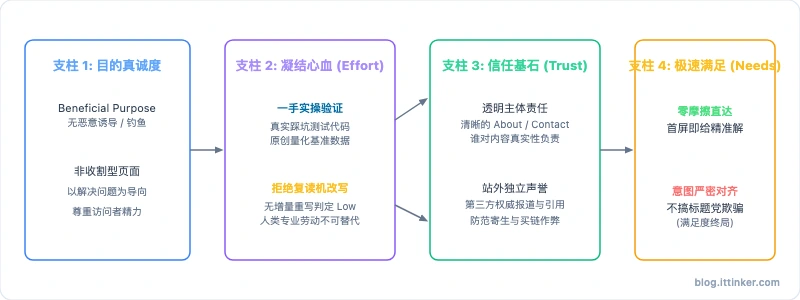 支柱 1: 目的真诚度
Beneficial Purpose
无恶意诱导 / 钓鱼
非收割型页面
以解决问题为导向
尊重访问者精力
支柱 2: 凝结心血 (Effort)
一手实操验证
真实踩坑测试代码
原创量化基准数据
拒绝复读机改写
无增量重写判定 Low
人类专业劳动不可替代
支柱 3: 信任基石 (Trust)
透明主体责任
清晰的 About / Contact
谁对内容真实性负责
站外独立声誉
第三方权威报道与引用
防范寄生与买链作弊
支柱 4: 极速满足 (Needs)
零摩擦直达
首屏即给精准解
意图严密对齐
不搞标题党欺骗
(满足度终局)
blog.ittinker.com